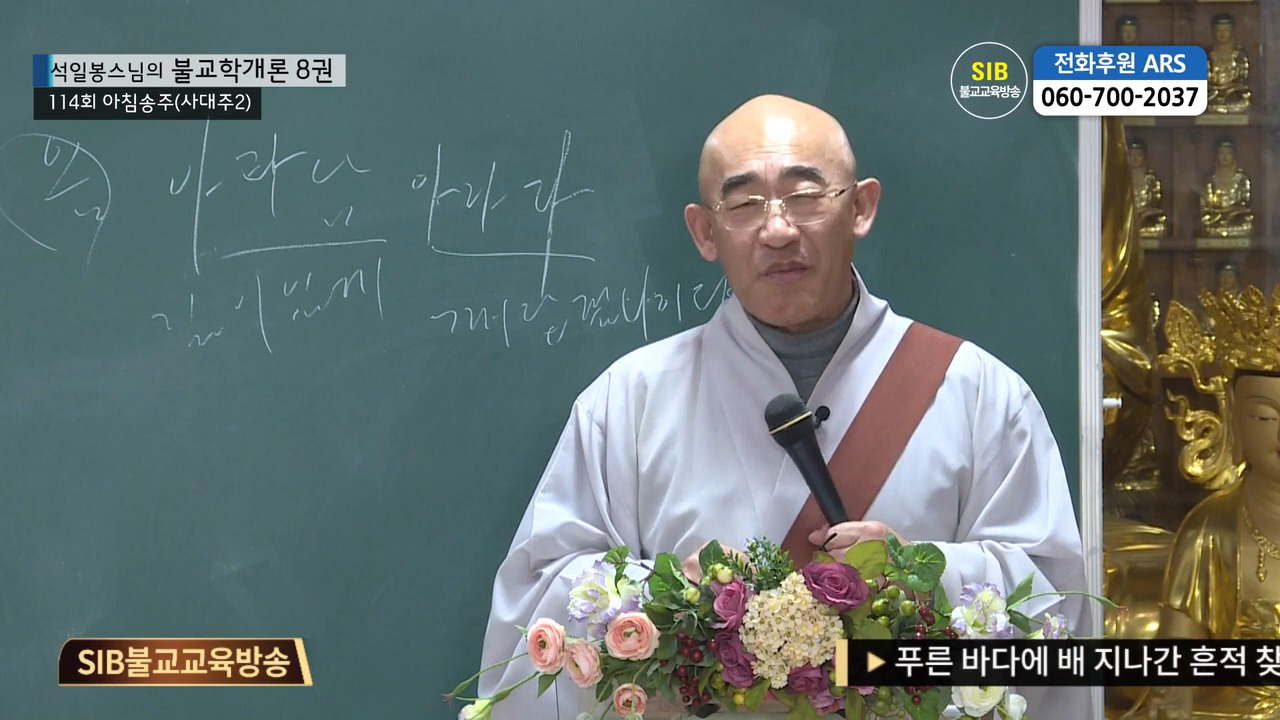 석일봉스님의 불교학개론 8권
114회 아침송주(사대주2)
SIB
불교교육방송
전화후원 ARS
060-700-2037
바라남 아라다
SIB불교교육방송
▶ 푸른 바다에 배 지나간 흔적 찾